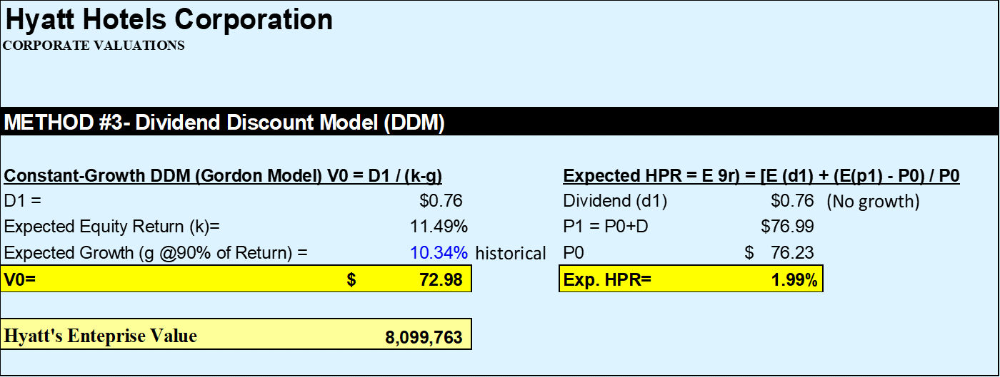 Hyatt Hotels Corporation
CORPORATE VALUATIONS
METHOD #3- Dividend Discount Model (DDM)
Constant-Growth DDM (Gordon Model) V0 = D1 / (k-g)
D1 = $0.76
Expected Equity Return (k)= 11.49%
Expected Growth (g @90% of Return) = 10.34% historical
V0= $ 72.98
Hyatt's Enteprise Value 8,099,763
Expected HPR = E 9r) = [E (d1) + (E(p1) - P0) / P0
Dividend (d1) $0.76 (No growth)
P1 = P0+D $76.99
P0 $ 76.23
Exp. HPR= 1.99%